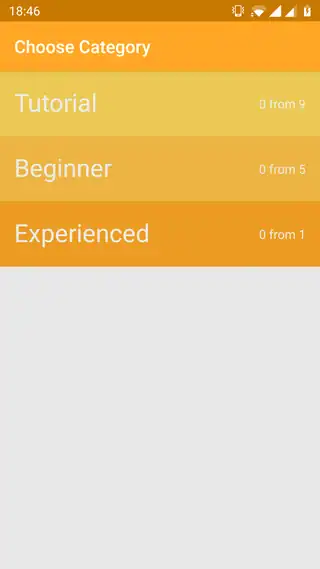 18:46
Choose Category
Tutorial 0 from 9
Beginner 0 from 5
Experienced 0 from 1